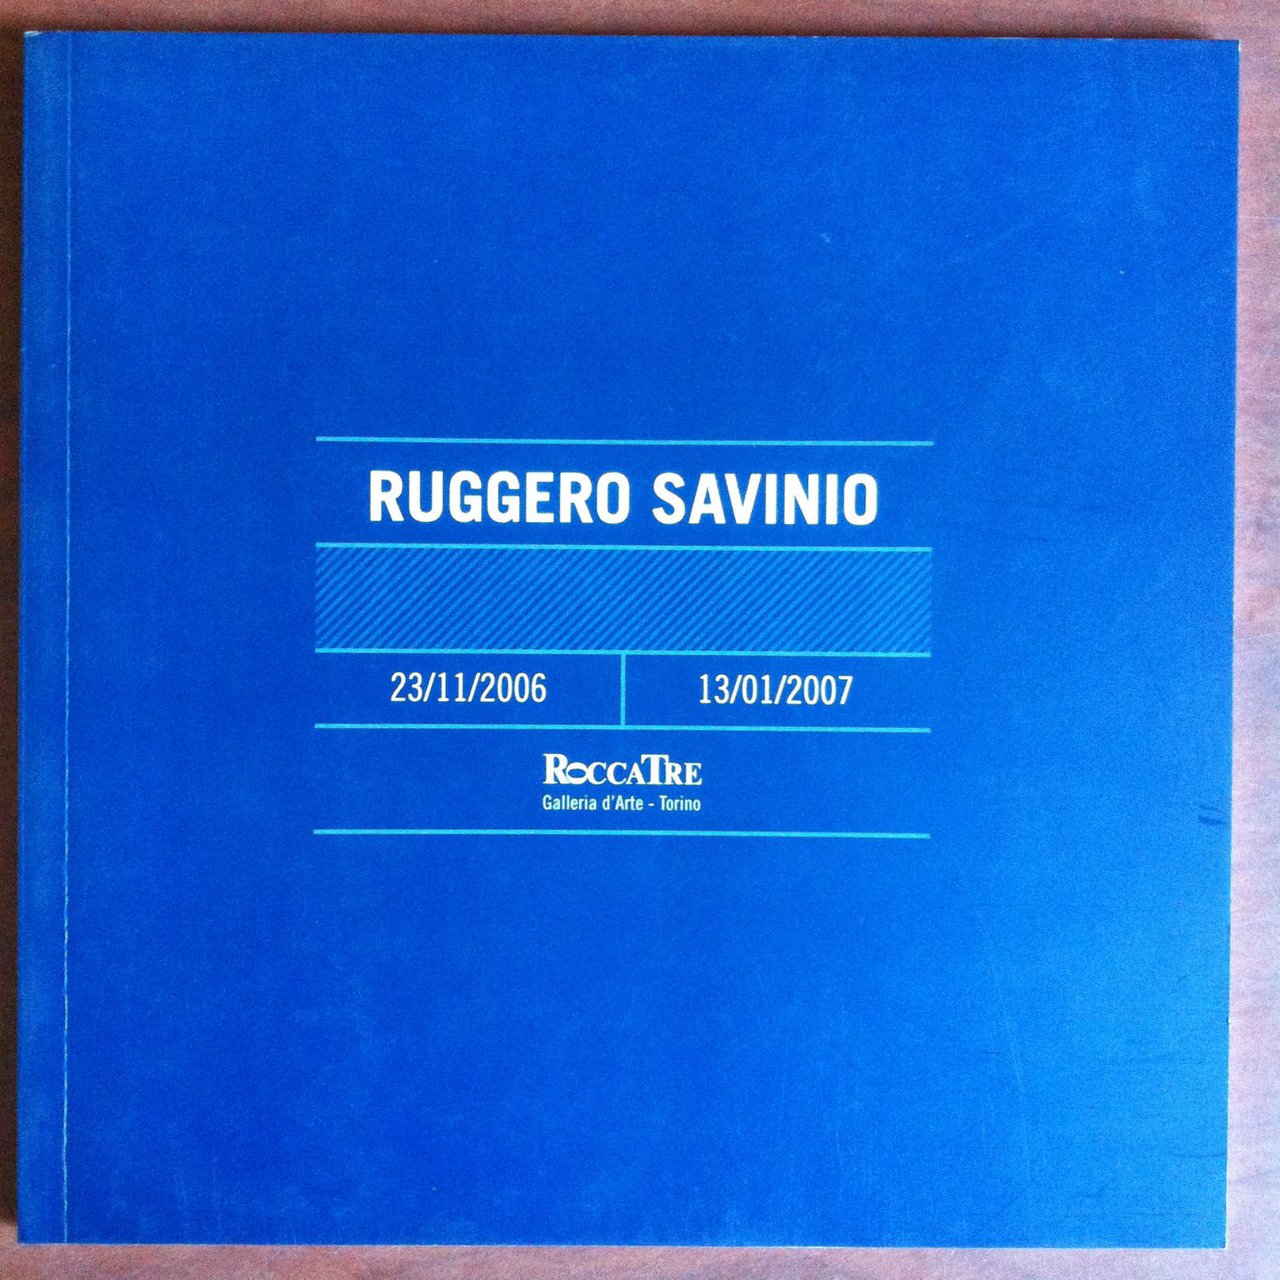 RUGGERO SAVINIO
23/11/2006
13/01/2007
ROCCATRE
Galleria d'Arte - Torino